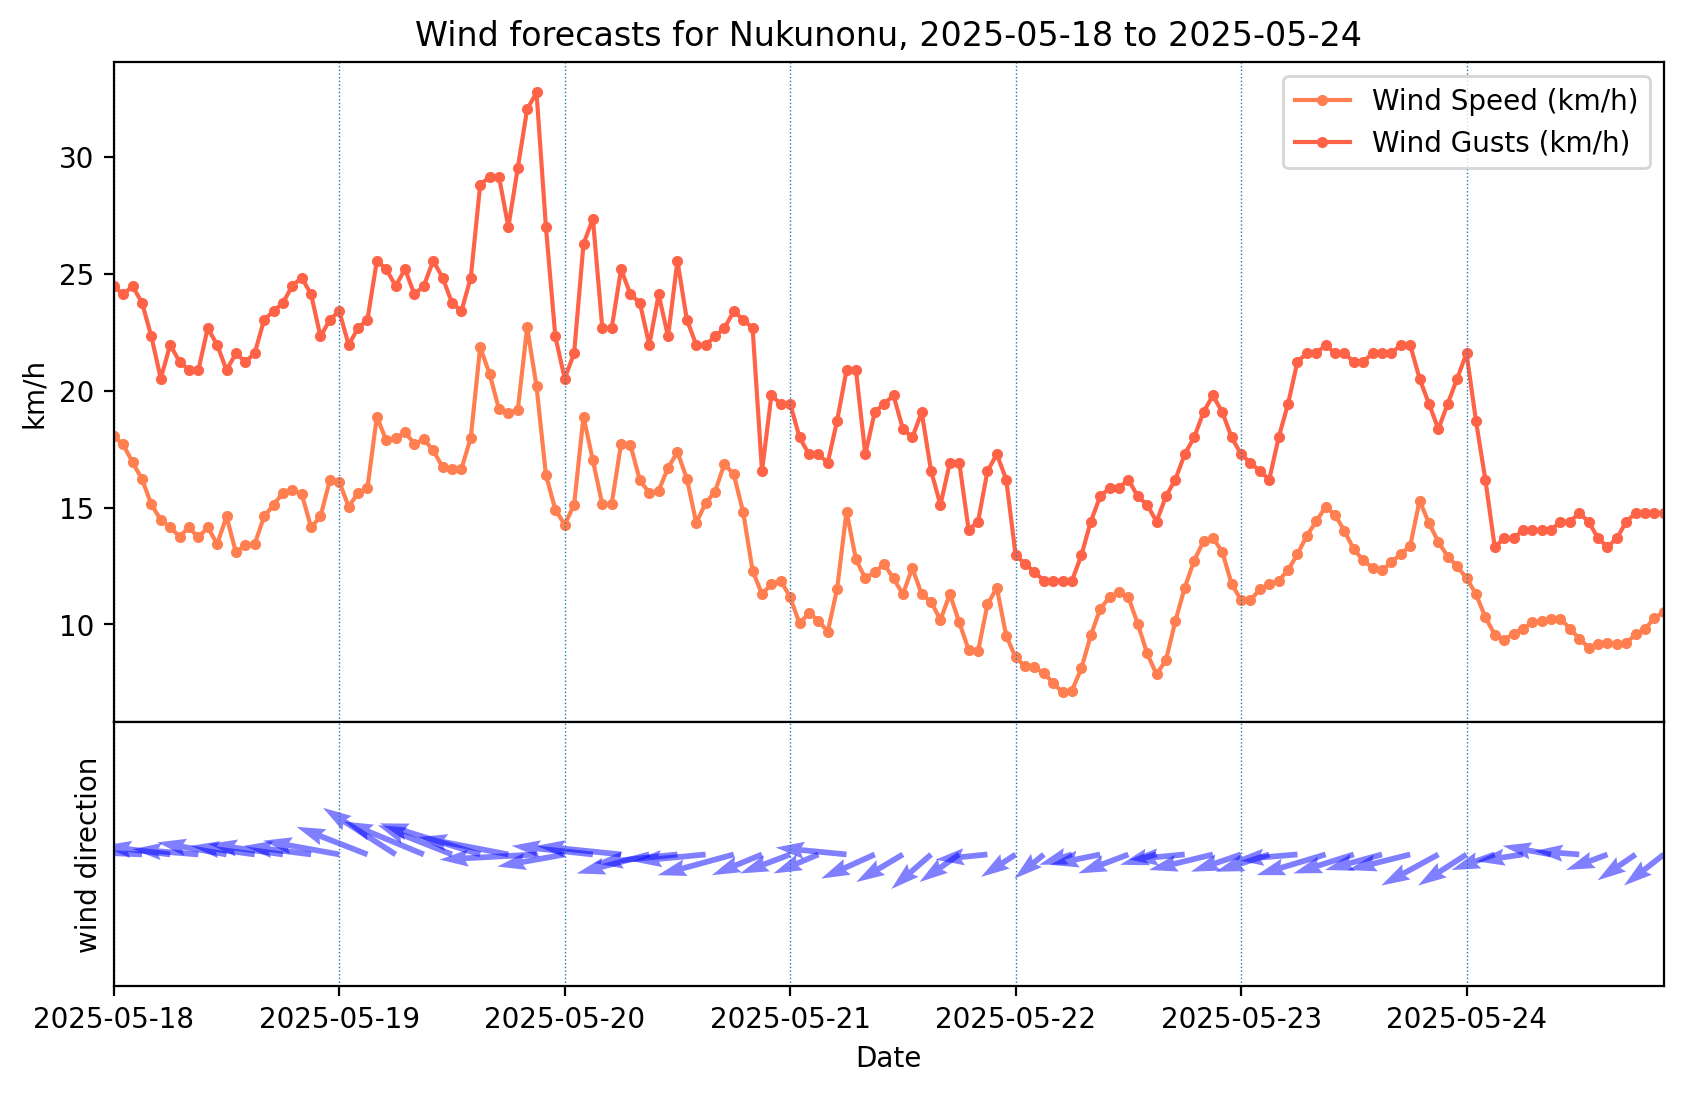 Wind forecasts for Nukunonu, 2025-05-18 to 2025-05-24
Wind Speed (km/h)
Wind Gusts (km/h)
30
25
20
15
10
km/h
wind direction
2025-05-18
2025-05-19
2025-05-20
2025-05-21
2025-05-22
2025-05-23
2025-05-24
Date